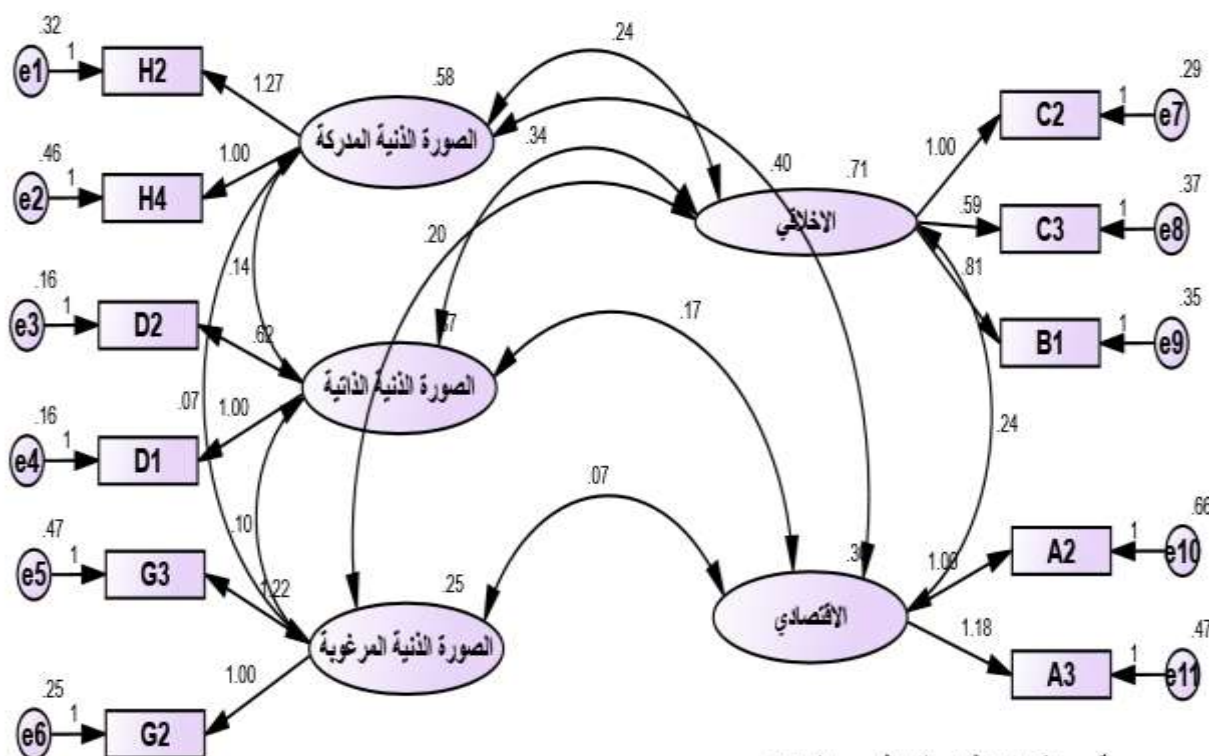 .32
e1
1
H2
1.27
.46
e2
1
H4
1.00
.16
e3
1
D2
.62
.16
e4
1
D1
1.00
.47
e5
1
G3
1.22
.25
e6
1
G2
1.00
.58
الصورة الذنية المدركة
الصورة الذنية الذاتية
.25
الصورة الذنية المرغوبة
.14
.07
.10
.24
.34
.40
.20
.17
.07
.71
الاخلاقي
الاقتصادي
.24
1.00
C2
1
e7
.29
.59
C3
1
e8
.37
.81
B1
1
e9
.35
1.00
A2
1
e10
.66
1.18
A3
1
e11
.47